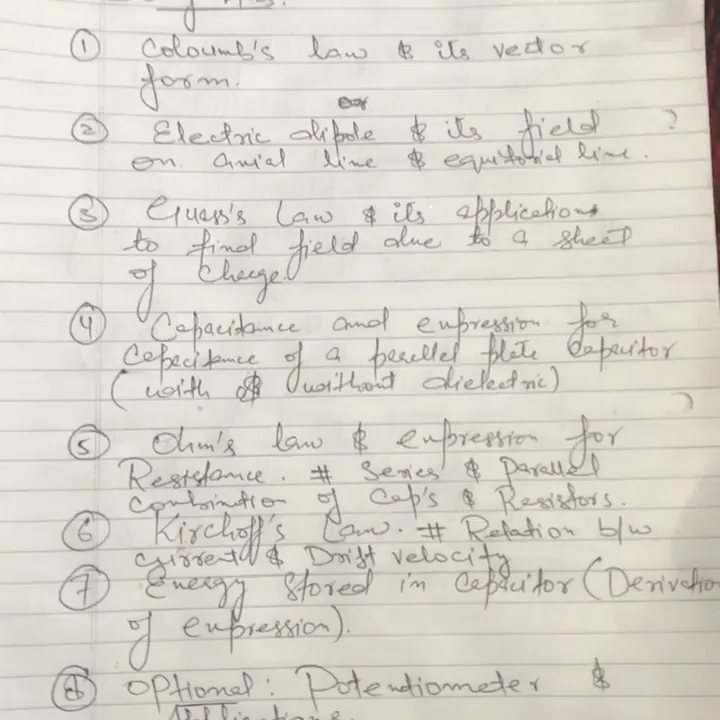 ① Coloumb's law & its vector
form.
② Electric dipole & its field ?
on axial line & equitorial line.
③ Guass's Law & its applications
to find field due to a sheet
of Charge.
④ Capacitance and expression for
Capacitance of a parallel plate Capacitor
(with & without dielectric)
⑤ Ohm's law & expression for
Resistance. # Series & Parallel
Combination of Cap's & Resistors.
⑥ Kirchoff's Law. # Relation b/w
current & Drift velocity
⑦ Energy Stored in Capacitor (Derivation
of expression).
⑧ Optional: Potentiometer &
Applications.